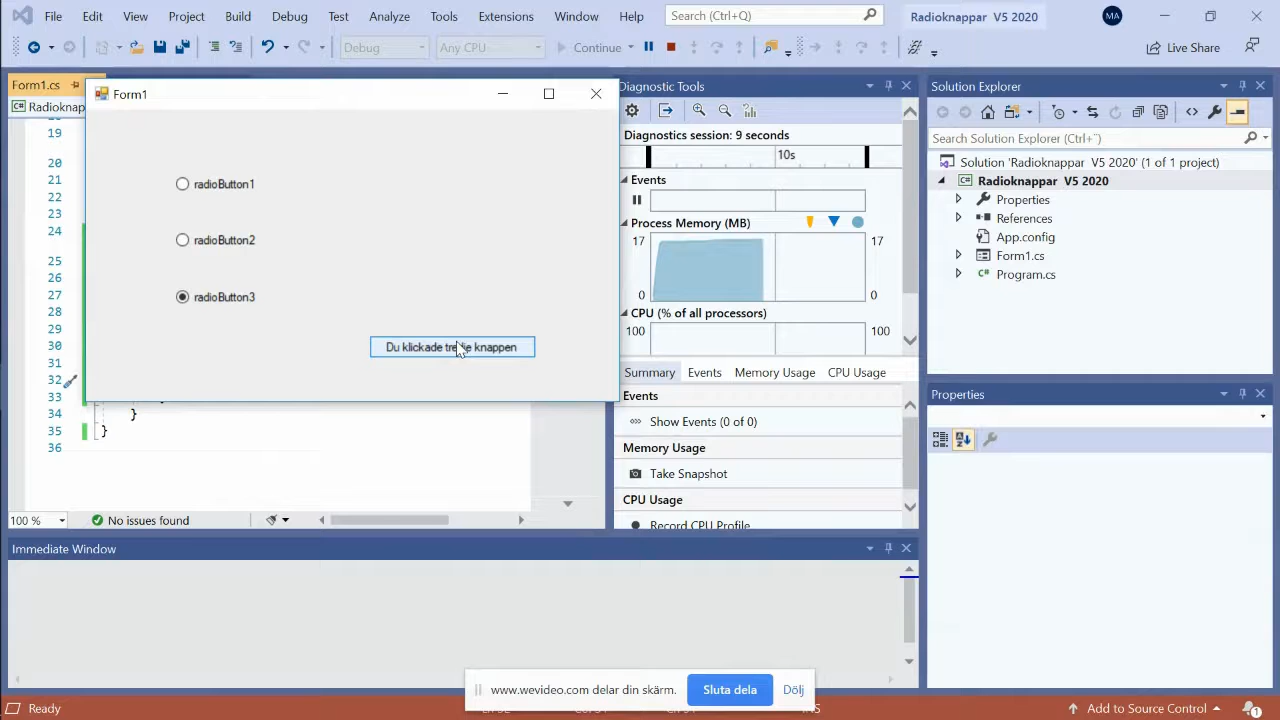 File Edit View Project Build Debug Test Analyze Tools Extensions Window Help Search (Ctrl+Q) Radioknappar V5 2020 MA
Debug Any CPU Continue Live Share
Form1.cs
Radioknapp
Form1
radioButton1
radioButton2
radioButton3
Du klickade tredje knappen
19
20
21
22
23
24
25
26
27
28
29
30
31
32
33
34 }
35 }
36
100 % No issues found
Diagnostic Tools
Diagnostics session: 9 seconds
10s
Events
Process Memory (MB)
17 17
0 0
CPU (% of all processors)
100 100
Summary Events Memory Usage CPU Usage
Events
Show Events (0 of 0)
Memory Usage
Take Snapshot
CPU Usage
Record CPU Profile
Solution Explorer
Search Solution Explorer (Ctrl+¨)
Solution 'Radioknappar V5 2020' (1 of 1 project)
Radioknappar V5 2020
Properties
References
App.config
Form1.cs
Program.cs
Properties
Immediate Window
www.wevideo.com delar din skärm. Sluta dela Dölj
Ready Add to Source Control 1